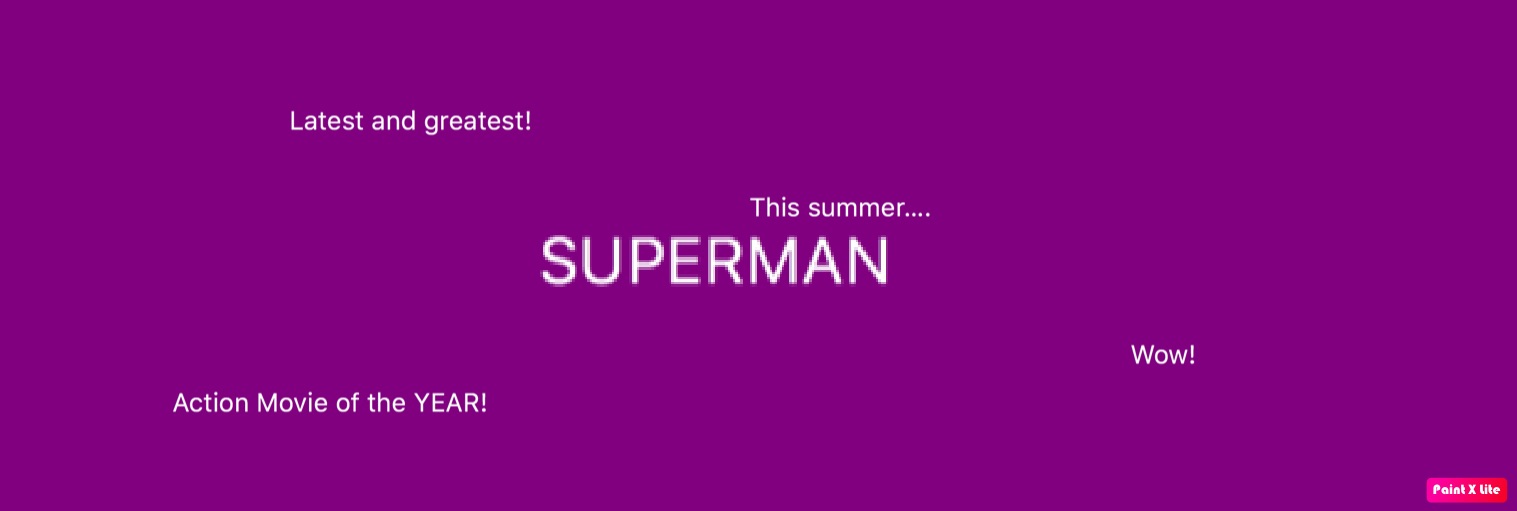 Latest and greatest!
This summer....
SUPERMAN
Wow!
Action Movie of the YEAR!
Paint X Lite